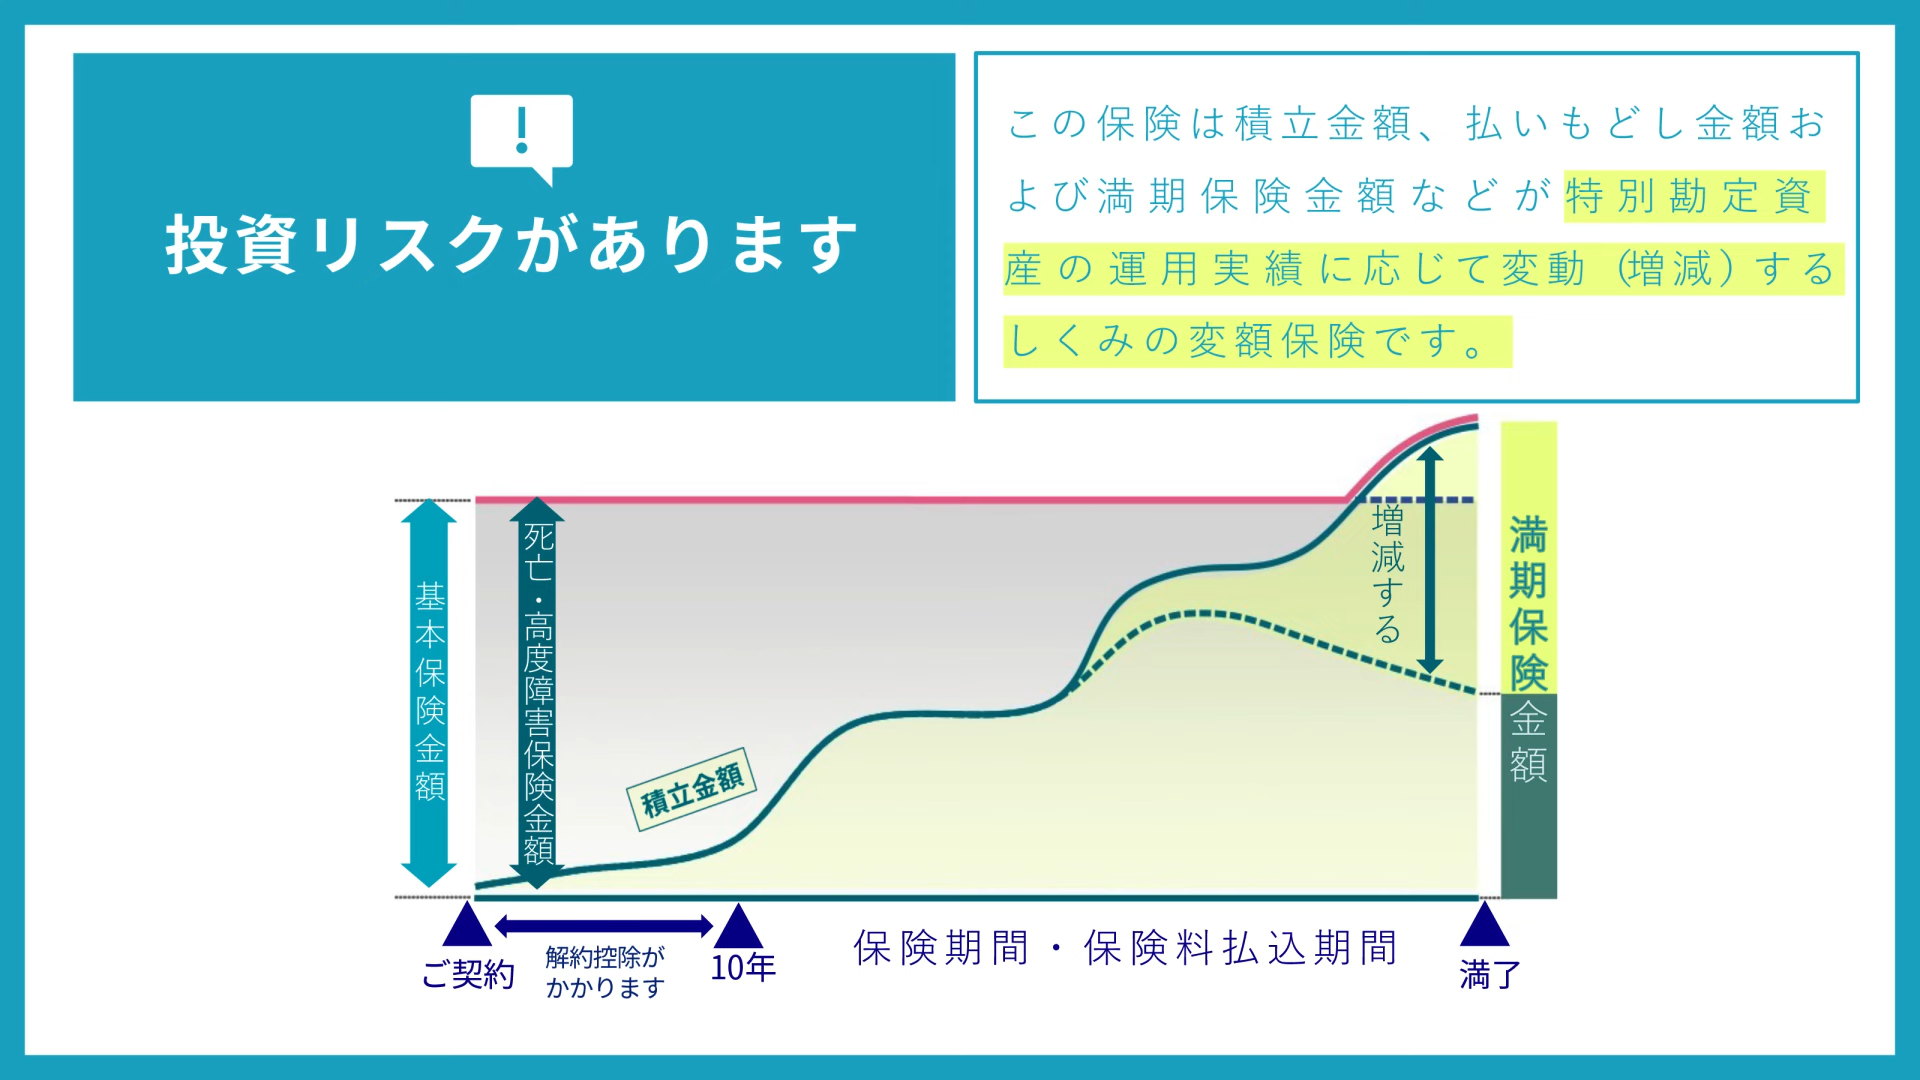 !
投資リスクがあります
この保険は積立金額、払いもどし金額お
よび満期保険金額などが特別勘定資
産の運用実績に応じて変動（増減）する
しくみの変額保険です。
基本保険金額
死亡・高度障害保険金額
積立金額
増減する
満期保険金額
ご契約
解約控除が
かかります
10年
保険期間・保険料払込期間
満了